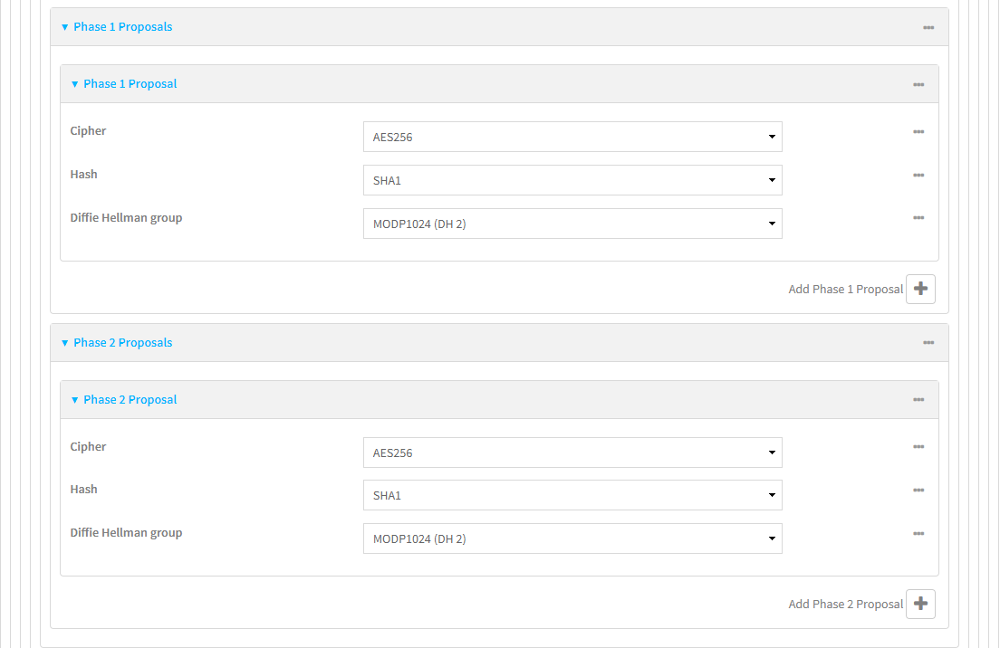 Phase 1 Proposals
Phase 1 Proposal
Cipher AES256
Hash SHA1
Diffie Hellman group MODP1024 (DH 2)
Add Phase 1 Proposal
Phase 2 Proposals
Phase 2 Proposal
Cipher AES256
Hash SHA1
Diffie Hellman group MODP1024 (DH 2)
Add Phase 2 Proposal